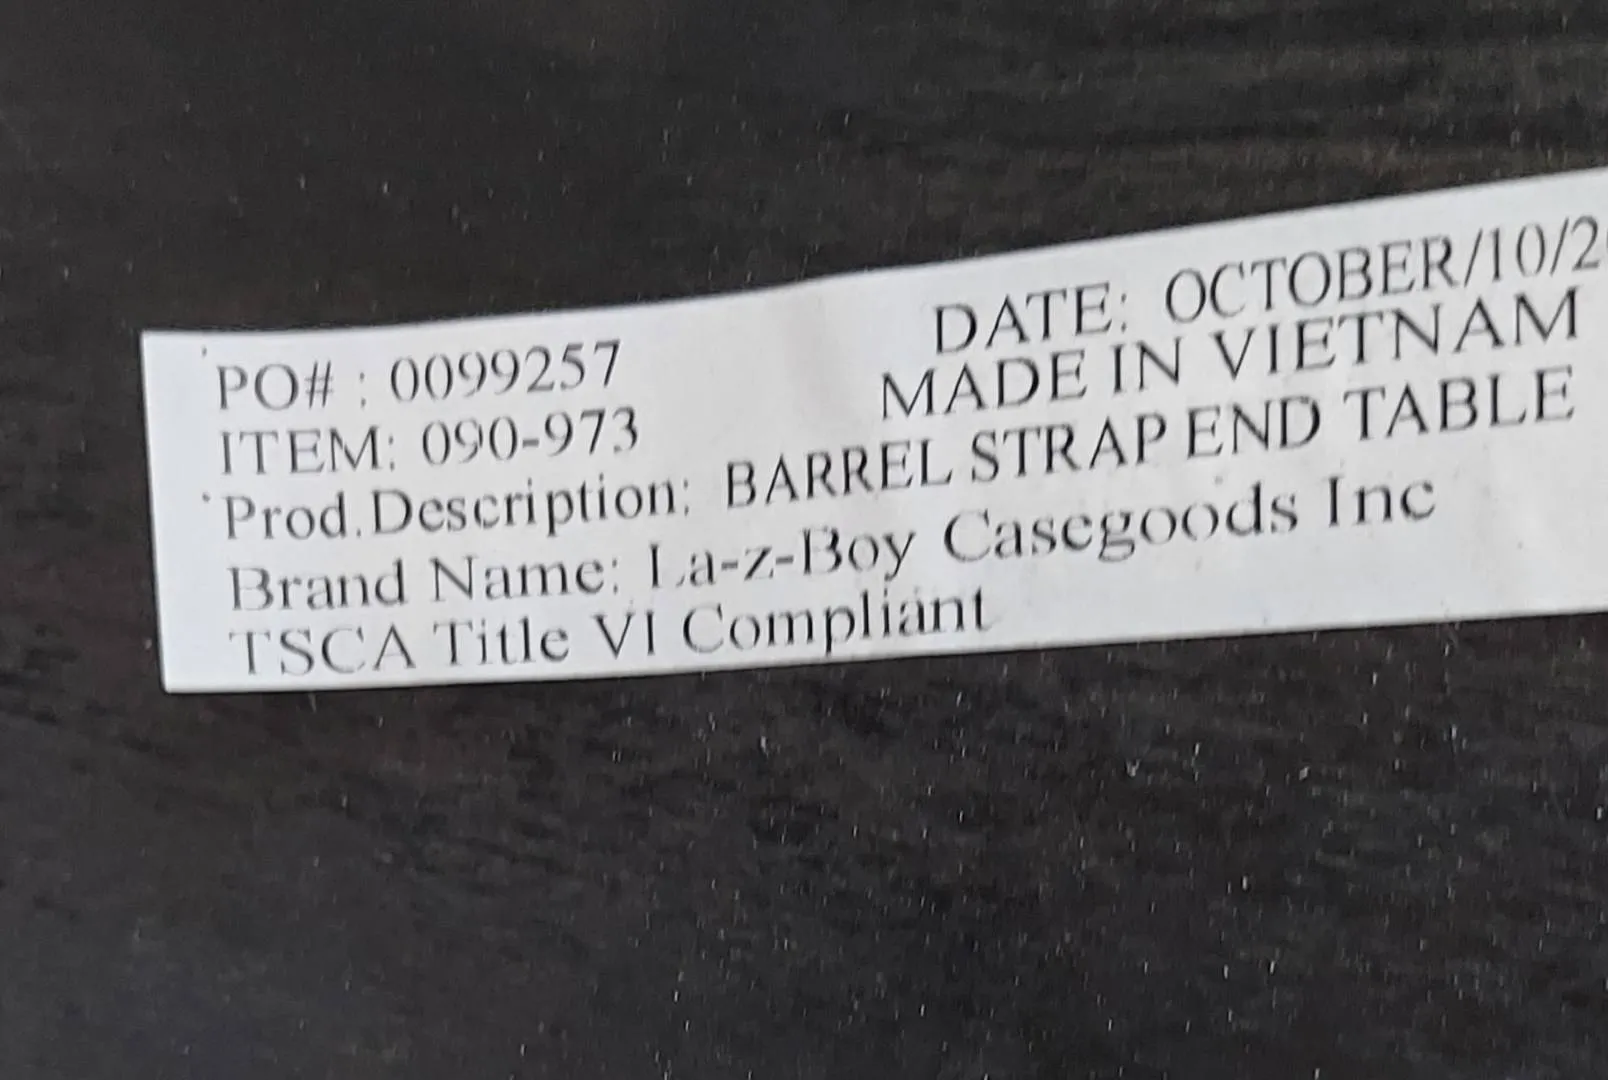 PO# : 0099257 DATE: OCTOBER/10/2
ITEM: 090-973 MADE IN VIETNAM
Prod.Description: BARREL STRAP END TABLE
Brand Name: La-z-Boy Casegoods Inc
TSCA Title VI Compliant